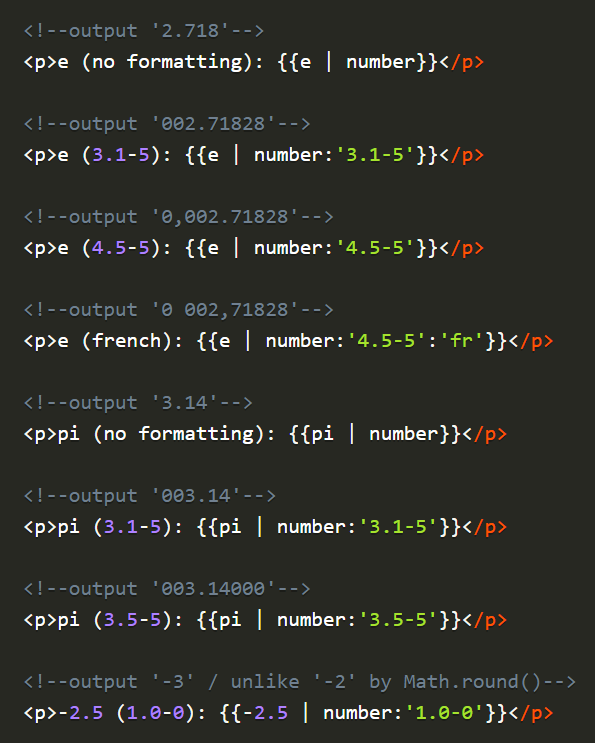 <!--output '2.718'-->
<p>e (no formatting): {{e | number}}</p>
<!--output '002.71828'-->
<p>e (3.1-5): {{e | number:'3.1-5'}}</p>
<!--output '0,002.71828'-->
<p>e (4.5-5): {{e | number:'4.5-5'}}</p>
<!--output '0 002,71828'-->
<p>e (french): {{e | number:'4.5-5':'fr'}}</p>
<!--output '3.14'-->
<p>pi (no formatting): {{pi | number}}</p>
<!--output '003.14'-->
<p>pi (3.1-5): {{pi | number:'3.1-5'}}</p>
<!--output '003.14000'-->
<p>pi (3.5-5): {{pi | number:'3.5-5'}}</p>
<!--output '-3' / unlike '-2' by Math.round()-->
<p>-2.5 (1.0-0): {{-2.5 | number:'1.0-0'}}</p>